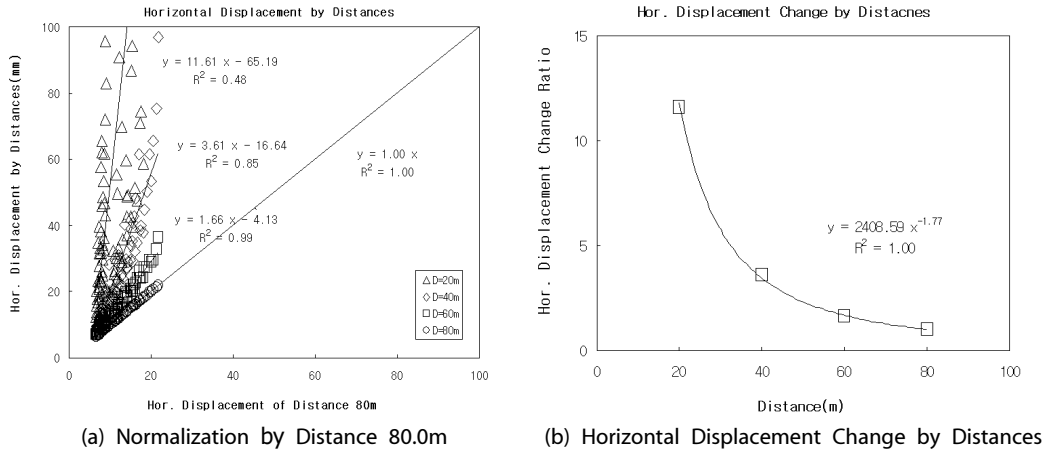 Horizontal Displacement by Distances
Hor. Displacement by Distances(mm)
100
80
60
40
20
0
y = 11.61 x - 65.19
R² = 0.48
y = 3.61 x - 16.64
R² = 0.85
y = 1.00 x
R² = 1.00
y = 1.66 x - 4.13
R² = 0.99
D=20m
D=40m
D=60m
D=80m
0 20 40 60 80 100
Hor. Displacement of Distance 80m
(a) Normalization by Distance 80.0m
Hor. Displacement Change by Distacnes
Hor. Displacement Change Ratio
15
10
5
0
y = 2408.59 x^-1.77
R² = 1.00
0 20 40 60 80 100
Distance(m)
(b) Horizontal Displacement Change by Distances